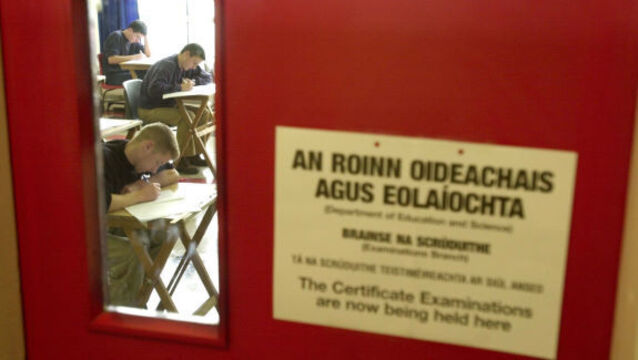 AN ROINN OIDEACHAIS
AGUS EOLAÍOCHTA
(Department of Education and Science)
BRAINSE NA SCRÚDUITHE
(Examinations Branch)
TÁ NA SCRÚDUITHE TEISTIMÉIREACHTA AR SIÚL ANSEO
The Certificate Examinations
are now being held here